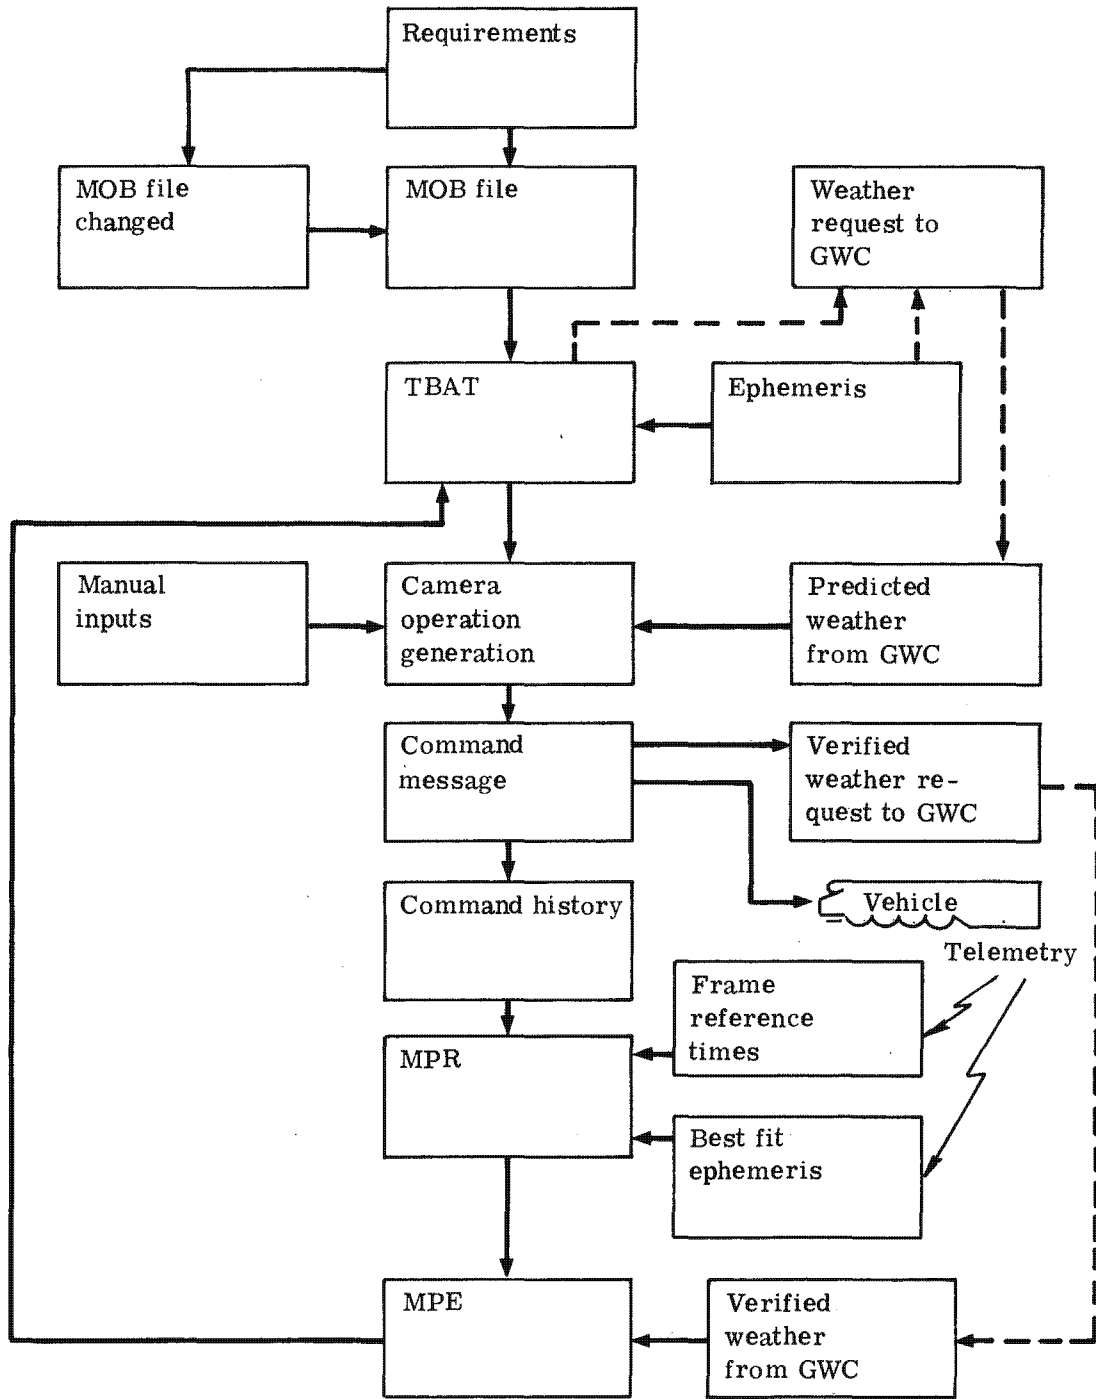 Requirements
MOB file
changed
MOB file
Weather
request to
GWC
TBAT
Ephemeris
Manual
inputs
Camera
operation
generation
Predicted
weather
from GWC
Command
message
Verified
weather re-
quest to GWC
Command history
Vehicle
Telemetry
Frame
reference
times
MPR
Best fit
ephemeris
MPE
Verified
weather
from GWC